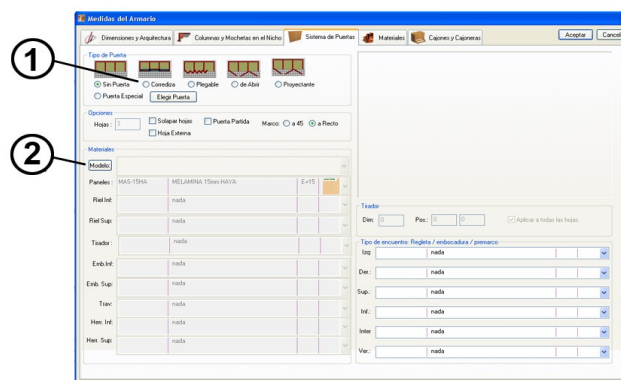 Medidas del Armario
Dimensiones y Arquitectura
Columnas y Mochetas en el Nicho
Sistema de Puertas
Materiales
Cajones y Cajoneras
Aceptar
Cancel
1
Tipo de Puerta
Sin Puerta
Corrediza
Plegable
de Abrir
Proyectante
Puerta Especial
Elegir Puerta
Opciones
Hojas : 3
Solapar hojas
Puerta Partida
Marco:
a 45
a Recto
Hoja Externa
2
Materiales
Modelo:
Paneles : MAS-15HA MELAMINA 15mm HAYA E=15
Riel Inf: nada
Riel Sup: nada
Tirador : nada
Emb.Inf: nada
Emb. Sup: nada
Trav: nada
Herr. Inf: nada
Herr. Sup: nada
Tirador
Dim: 0 Pos.: 0 0 Aplicar a todas las hojas
Tipo de encuentro: Regleta / embocadura / premarco
Izq: nada
Der.: nada
Sup.: nada
Inf.: nada
Inter nada
Ver.: nada